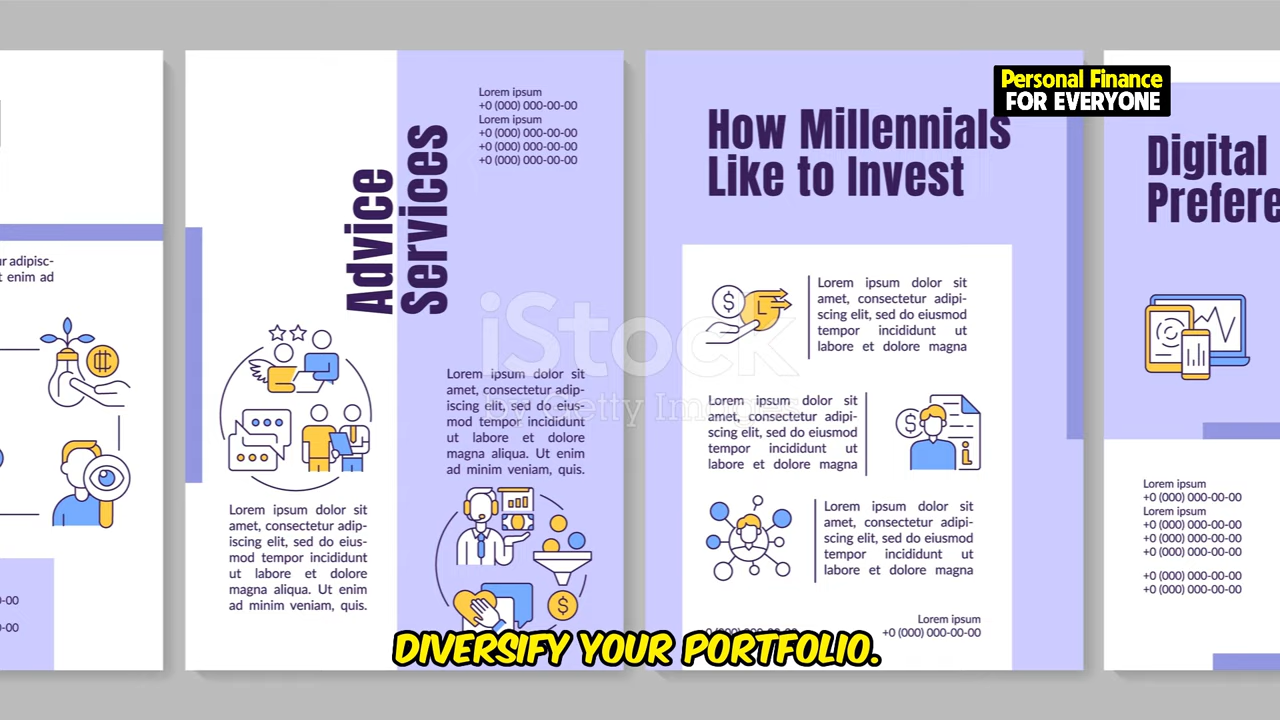 Personal Finance
FOR EVERYONE
r adipisc-
t enim ad
-00
-00
Advice
Services
Lorem ipsum
+0 (000) 000-00-00
Lorem ipsum
+0 (000) 000-00-00
+0 (000) 000-00-00
+0 (000) 000-00-00
Lorem ipsum dolor sit
amet, consectetur adip-
iscing elit, sed do eius-
mod tempor incididunt
ut labore et dolore
magna aliqua. Ut enim
ad minim veniam, quis.
Lorem ipsum dolor sit
amet, consectetur adip-
iscing elit, sed do eius-
mod tempor incididunt
ut labore et dolore
magna aliqua. Ut enim
ad minim veniam, quis.
How Millennials
Like to Invest
Lorem ipsum dolor sit
amet, consectetur adipi-
scing elit, sed do eiusmod
tempor incididunt ut
labore et dolore magna
Lorem ipsum dolor sit
amet, consectetur adipi-
scing elit, sed do eiusmod
tempor incididunt ut
labore et dolore magna
Lorem ipsum dolor sit
amet, consectetur adipi-
scing elit, sed do eiusmod
tempor incididunt ut
labore et dolore magna
Lorem ipsum
+0 (000) 000-00-00
Digital
Prefere
Lorem ipsum
+0 (000) 000-00-00
Lorem ipsum
+0 (000) 000-00-00
+0 (000) 000-00-00
+0 (000) 000-00-00
+0 (000) 000-00-00
+0 (000) 000-00-00
iStock
by Getty Images
DIVERSIFY YOUR PORTFOLIO.